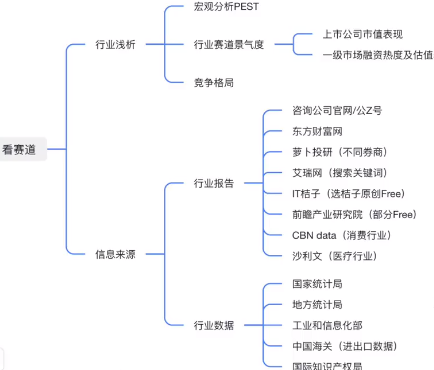 看赛道
行业浅析
宏观分析PEST
行业赛道景气度
上市公司市值表现
一级市场融资热度及估值
竞争格局
信息来源
行业报告
咨询公司官网/公Z号
东方财富网
萝卜投研（不同券商）
艾瑞网（搜索关键词）
IT桔子（选桔子原创Free）
前瞻产业研究院（部分Free）
CBN data（消费行业）
沙利文（医疗行业）
行业数据
国家统计局
地方统计局
工业和信息化部
中国海关（进出口数据）
国际知识产权局